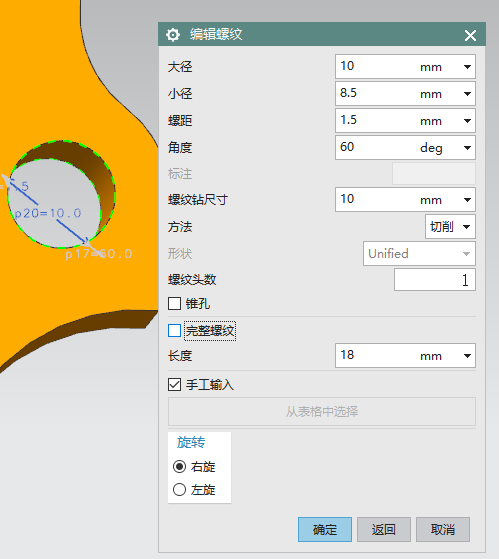 编辑螺纹
大径 10 mm
小径 8.5 mm
螺距 1.5 mm
角度 60 deg
标注
螺纹钻尺寸 10 mm
方法 切削
形状 Unified
螺纹头数 1
锥孔
完整螺纹
长度 18 mm
手工输入
从表格中选择
旋转
右旋
左旋
确定 返回 取消
p20=10.0